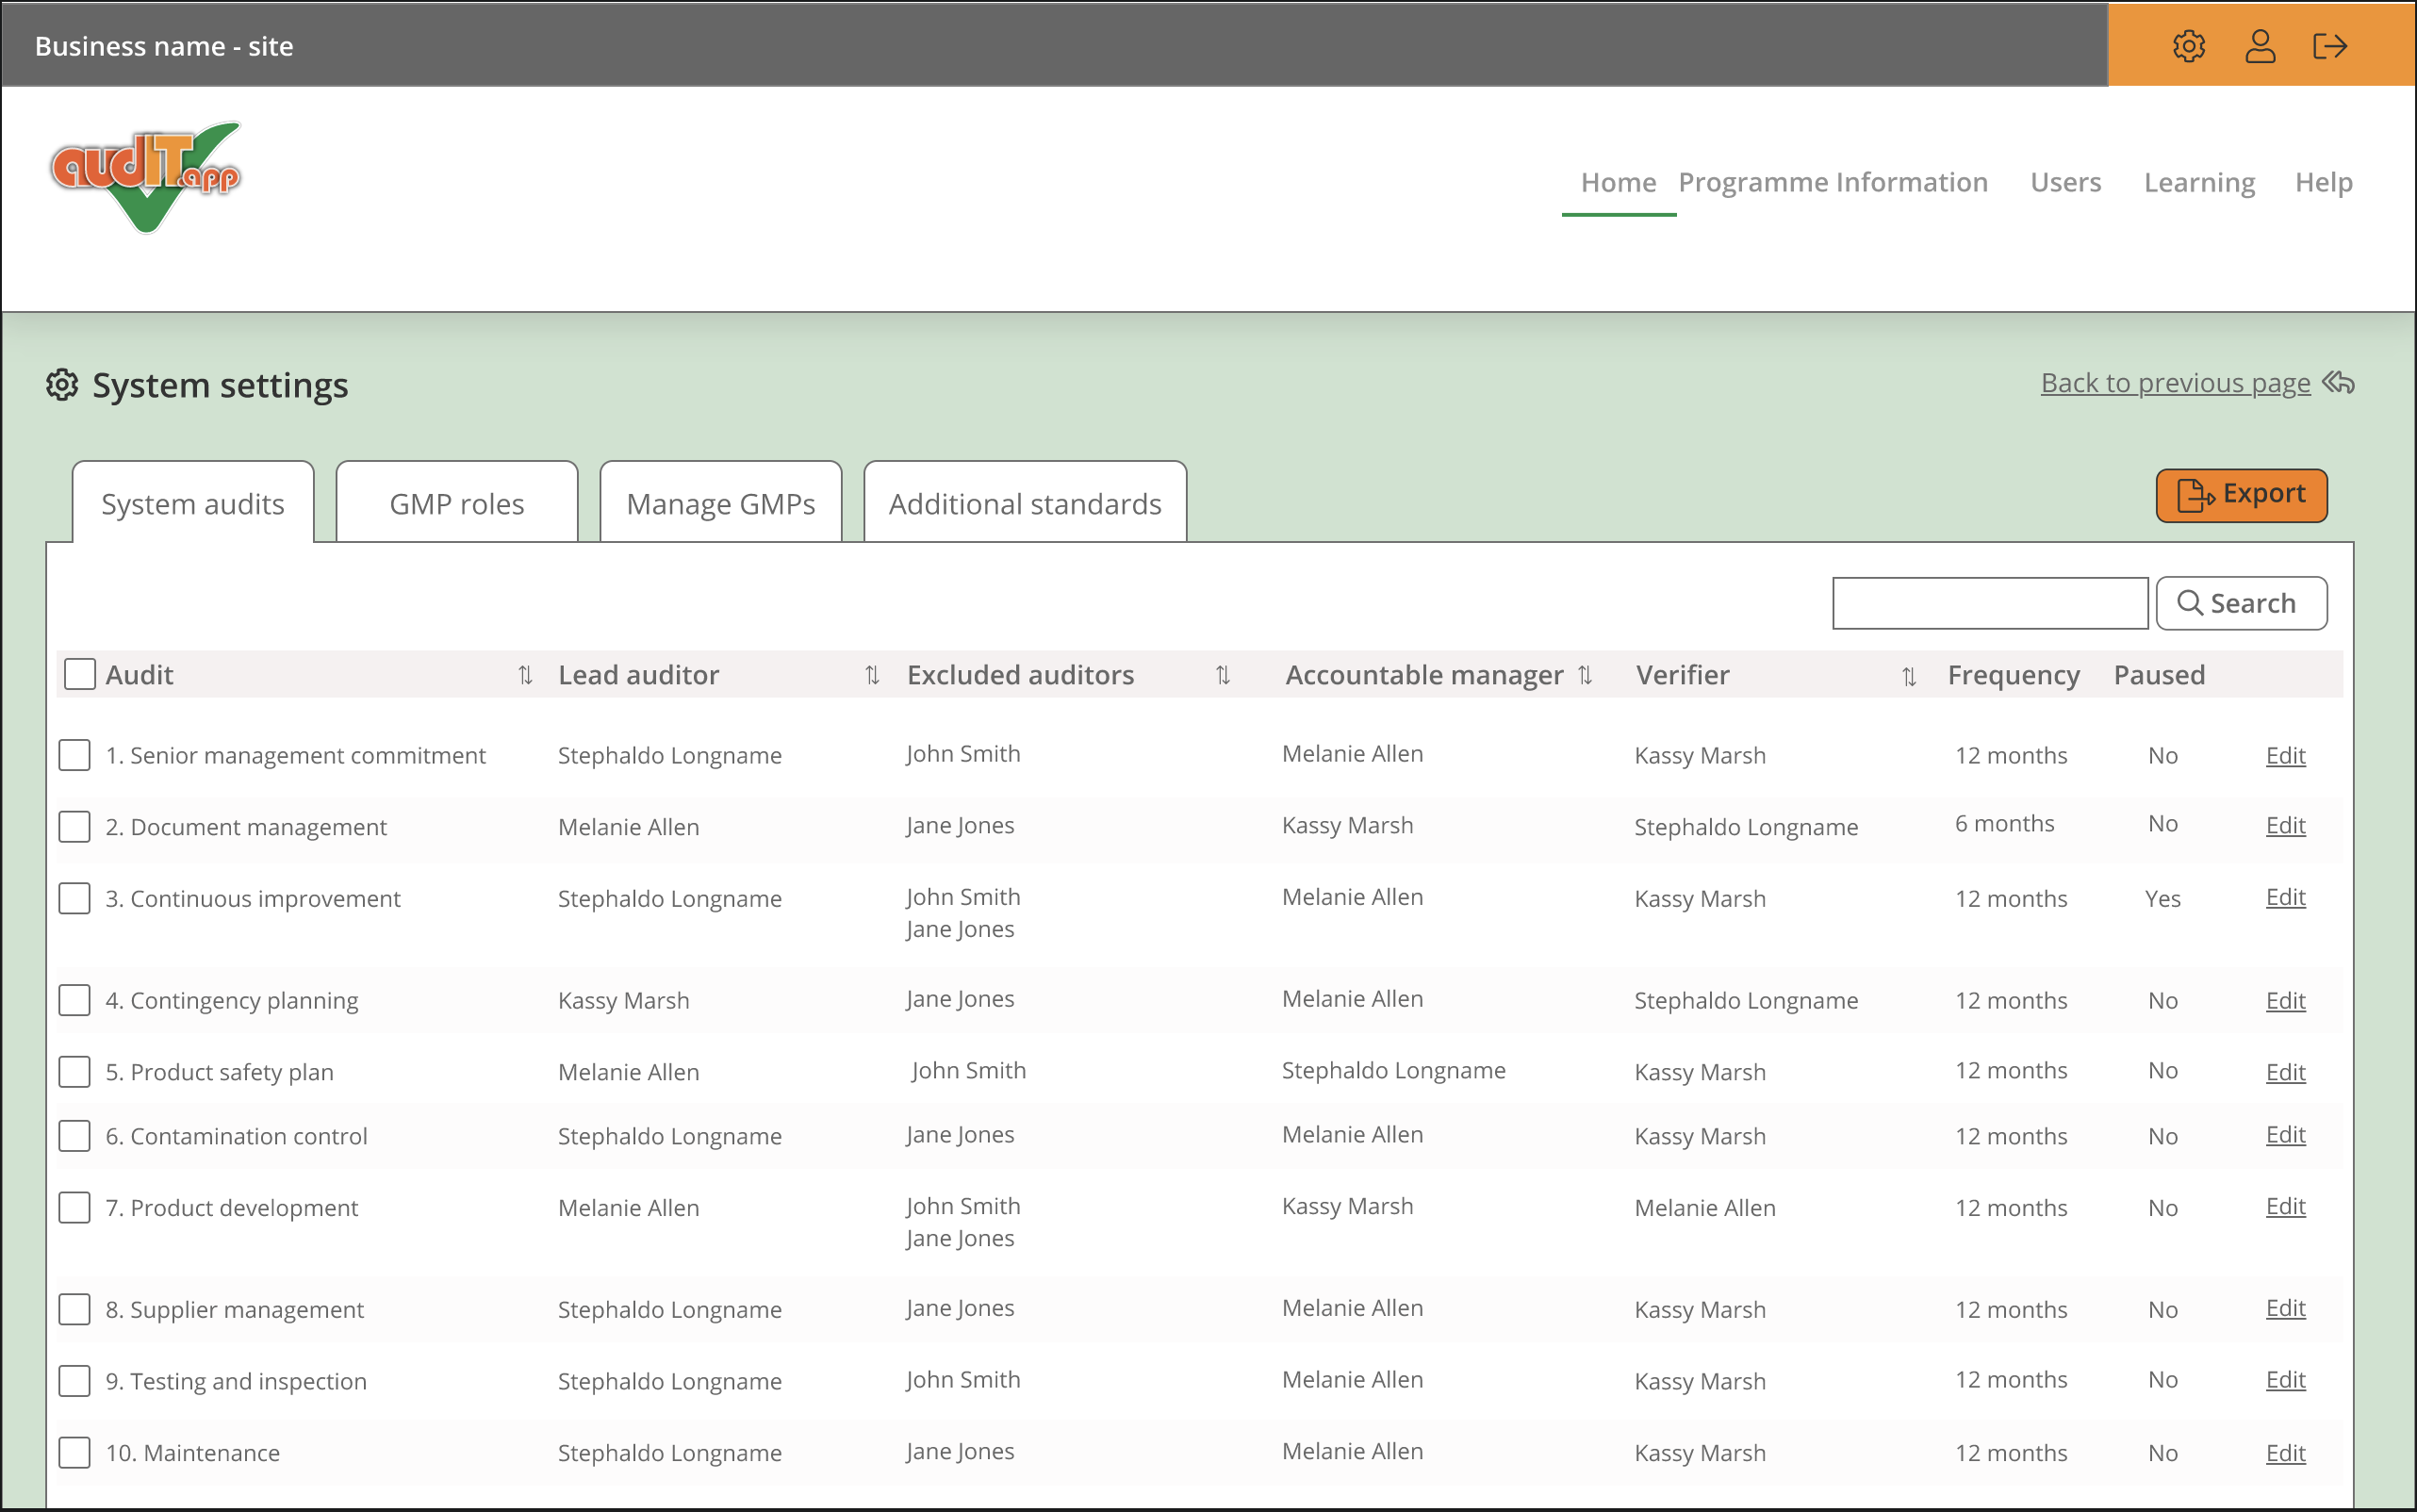 Business name - site
audIT app
Home Programme Information Users Learning Help
System settings
Back to previous page
System audits GMP roles Manage GMPs Additional standards
Export
Search
Audit Lead auditor Excluded auditors Accountable manager Verifier Frequency Paused
1. Senior management commitment Stephaldo Longname John Smith Melanie Allen Kassy Marsh 12 months No Edit
2. Document management Melanie Allen Jane Jones Kassy Marsh Stephaldo Longname 6 months No Edit
3. Continuous improvement Stephaldo Longname John Smith Melanie Allen Kassy Marsh 12 months Yes Edit
Jane Jones
4. Contingency planning Kassy Marsh Jane Jones Melanie Allen Stephaldo Longname 12 months No Edit
5. Product safety plan Melanie Allen John Smith Stephaldo Longname Kassy Marsh 12 months No Edit
6. Contamination control Stephaldo Longname Jane Jones Melanie Allen Kassy Marsh 12 months No Edit
7. Product development Melanie Allen John Smith Kassy Marsh Melanie Allen 12 months No Edit
Jane Jones
8. Supplier management Stephaldo Longname Jane Jones Melanie Allen Kassy Marsh 12 months No Edit
9. Testing and inspection Stephaldo Longname John Smith Melanie Allen Kassy Marsh 12 months No Edit
10. Maintenance Stephaldo Longname Jane Jones Melanie Allen Kassy Marsh 12 months No Edit